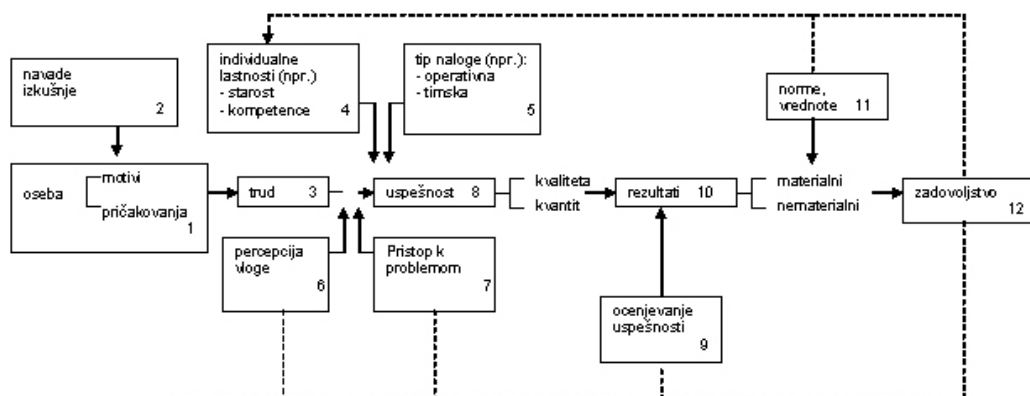 navade
izkušnje
2
oseba
motivi
pričakovanja
1
trud 3
individualne
lastnosti (npr.)
- starost
- kompetence 4
tip naloge (npr.):
- operativna
- timska 5
percepcija
vloge
6
Pristop k
problemom
7
uspešnost 8
kvaliteta
kvantit
rezultati 10
ocenjevanje
uspešnosti
9
norme,
vrednote 11
materialni
nematerialni
zadovoljstvo
12